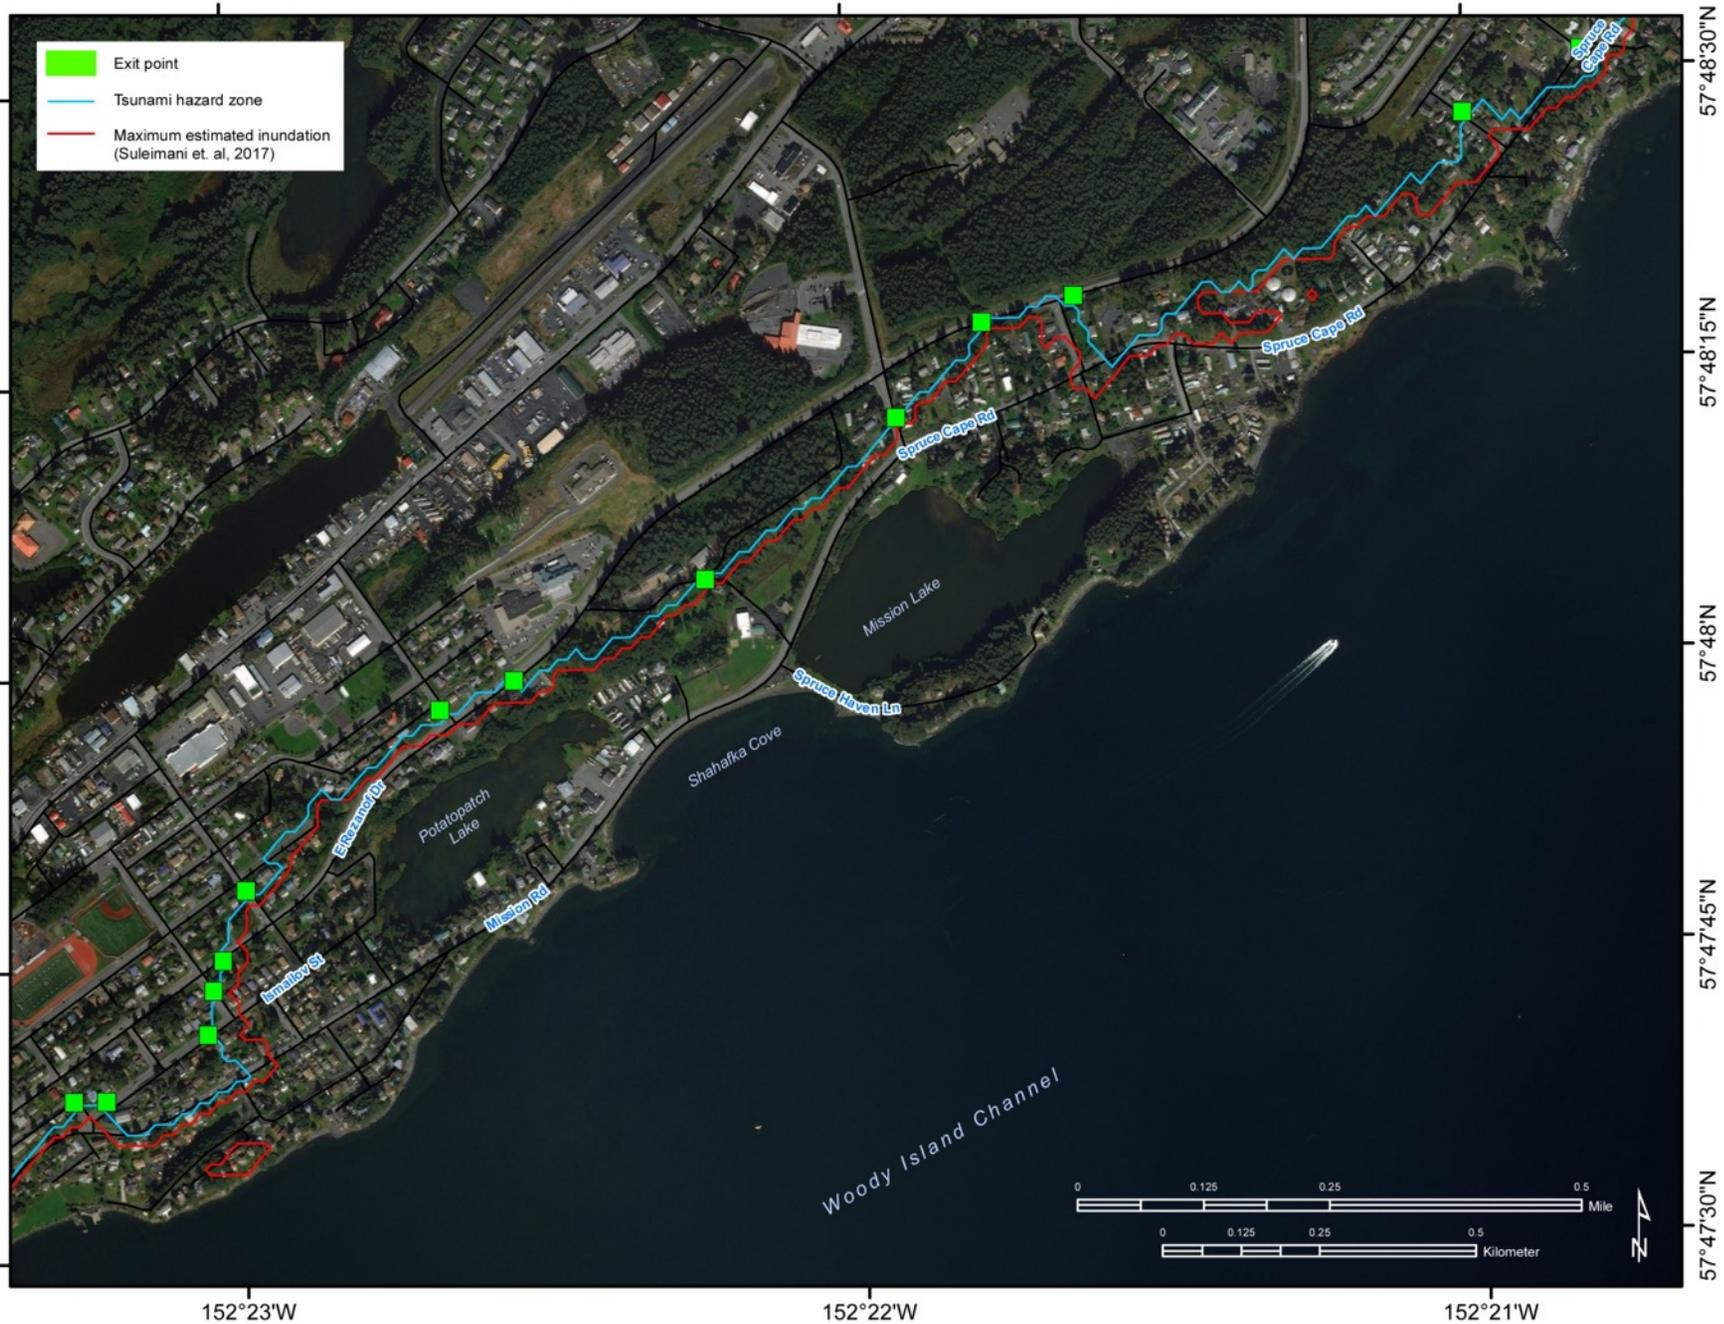 Exit point
Tsunami hazard zone
Maximum estimated inundation
(Suleimani et. al, 2017)
Spruce
Cape Rd
57°48'30"N
Spruce Cape Rd
57°48'15"N
Spruce Cape Rd
Mission Lake
57°48'N
Spruce Haven Ln
Shahafka Cove
E Rezanof Dr
Potatopatch
Lake
Mission Rd
57°47'45"N
Ismailov St
Woody Island Channel
0 0.125 0.25 0.5
Mile
0 0.125 0.25 0.5
Kilometer
N
57°47'30"N
152°23'W 152°22'W 152°21'W